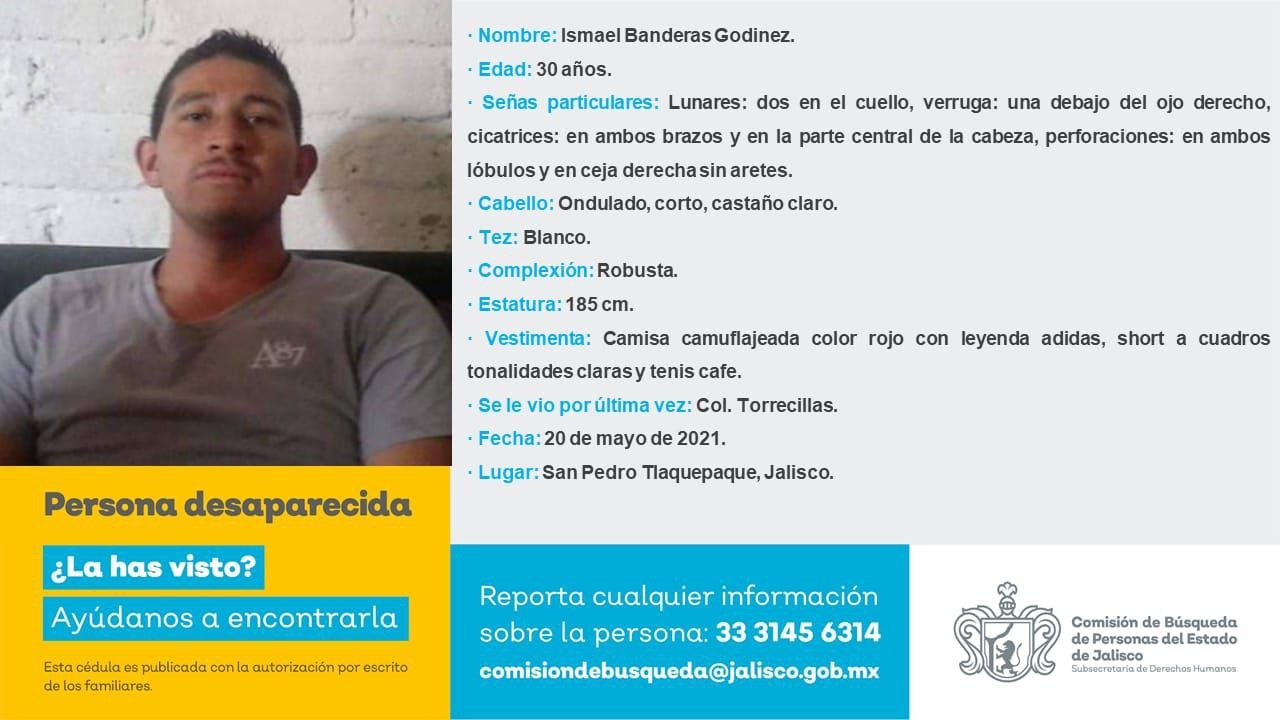 · Nombre: Ismael Banderas Godinez.
· Edad: 30 años.
· Señas particulares: Lunares: dos en el cuello, verruga: una debajo del ojo derecho,
cicatrices: en ambos brazos y en la parte central de la cabeza, perforaciones: en ambos
lóbulos y en ceja derecha sin aretes.
· Cabello: Ondulado, corto, castaño claro.
· Tez: Blanco.
· Complexión: Robusta.
· Estatura: 185 cm.
· Vestimenta: Camisa camuflajeada color rojo con leyenda adidas, short a cuadros
tonalidades claras y tenis cafe.
· Se le vio por última vez: Col. Torrecillas.
· Fecha: 20 de mayo de 2021.
· Lugar: San Pedro Tlaquepaque, Jalisco.
A87
Persona desaparecida
¿La has visto?
Ayúdanos a encontrarla
Esta cédula es publicada con la autorización por escrito
de los familiares.
Reporta cualquier información
sobre la persona: 33 3145 6314
comisiondebusqueda@jalisco.gob.mx
Comisión de Búsqueda
de Personas del Estado
de Jalisco
Subsecretaría de Derechos Humanos